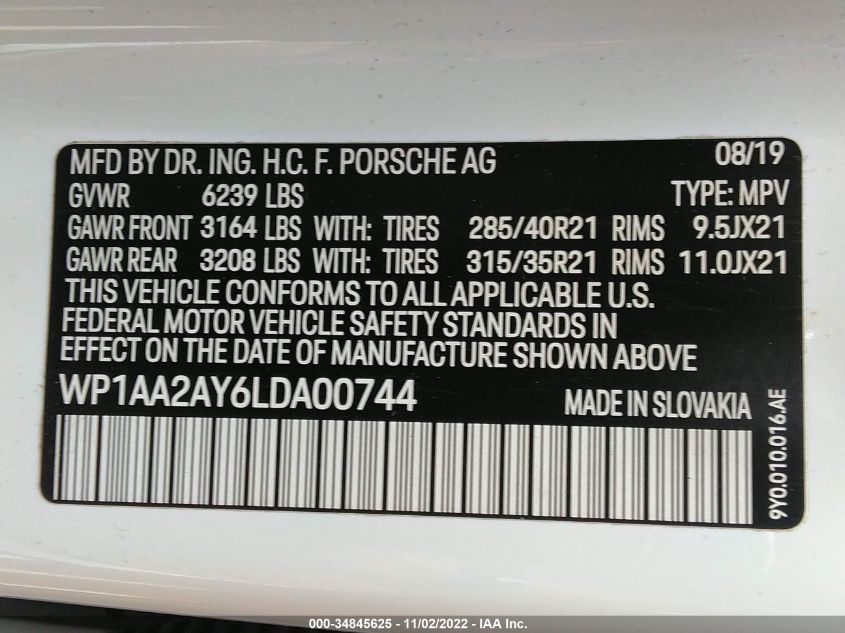 MFD BY DR. ING. H.C. F. PORSCHE AG 08/19
GVWR 6239 LBS TYPE: MPV
GAWR FRONT 3164 LBS WITH: TIRES 285/40R21 RIMS 9.5JX21
GAWR REAR 3208 LBS WITH: TIRES 315/35R21 RIMS 11.0JX21
THIS VEHICLE CONFORMS TO ALL APPLICABLE U.S.
FEDERAL MOTOR VEHICLE SAFETY STANDARDS IN
EFFECT ON THE DATE OF MANUFACTURE SHOWN ABOVE
WP1AA2AY6LDA00744 MADE IN SLOVAKIA
9Y0.010.016.AE
000-34845625 - 11/02/2022 - IAA Inc.